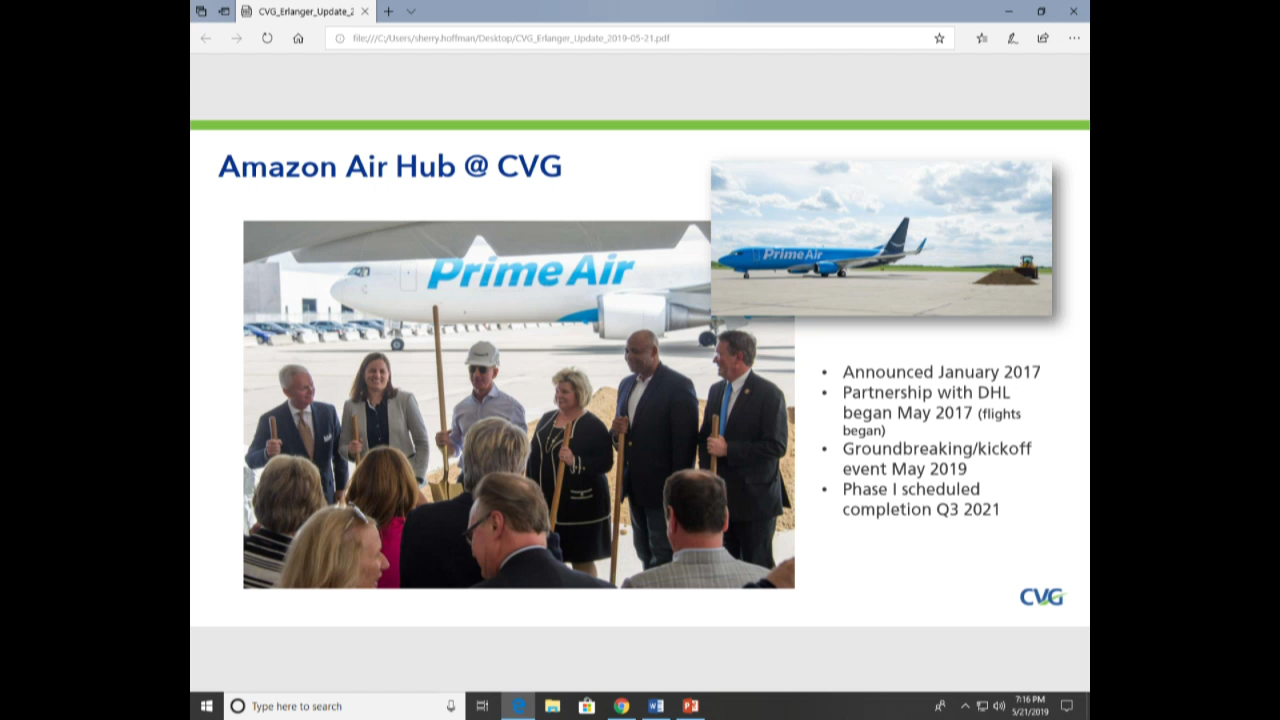 CVG_Erlanger_Update_2
file:///C:/Users/sherry.hoffman/Desktop/CVG_Erlanger_Update_2019-05-21.pdf
Amazon Air Hub @ CVG
Prime Air
Prime Air
• Announced January 2017
• Partnership with DHL
began May 2017 (flights
began)
• Groundbreaking/kickoff
event May 2019
• Phase I scheduled
completion Q3 2021
CVG
Type here to search
7:16 PM
5/21/2019